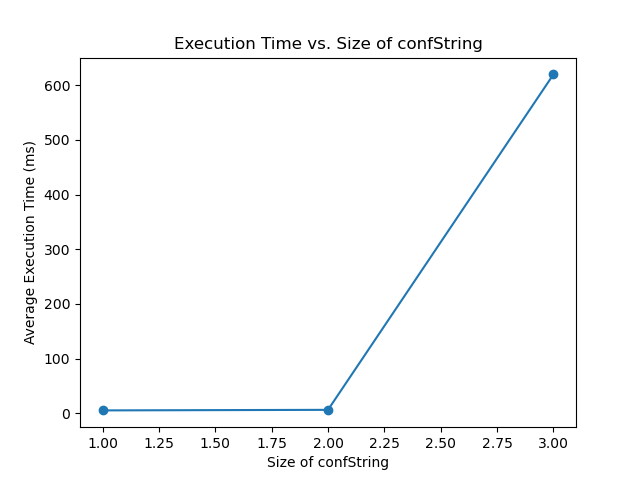 Execution Time vs. Size of confString
600
500
400
300
200
100
0
Average Execution Time (ms)
1.00 1.25 1.50 1.75 2.00 2.25 2.50 2.75 3.00
Size of confString